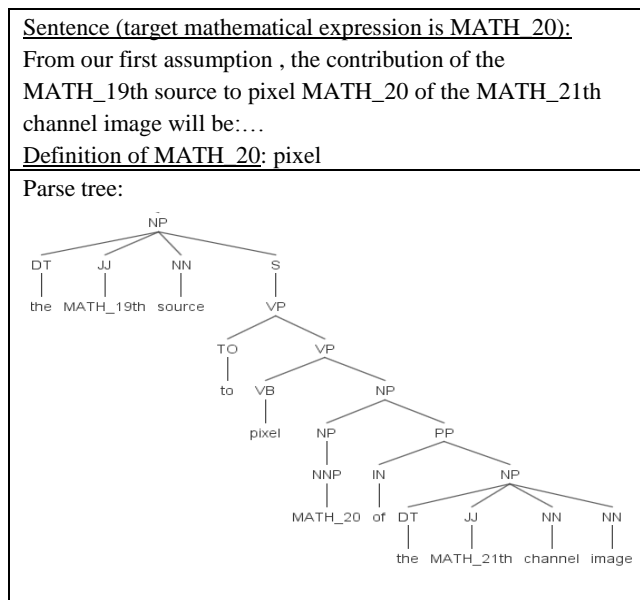 Sentence (target mathematical expression is MATH_20):
From our first assumption , the contribution of the
MATH_19th source to pixel MATH_20 of the MATH_21th
channel image will be:…
Definition of MATH_20: pixel
Parse tree:
NP
DT JJ NN S
the MATH_19th source VP
TO VP
to VB NP
pixel NP PP
NNP IN NP
MATH_20 of DT JJ NN NN
the MATH_21th channel image